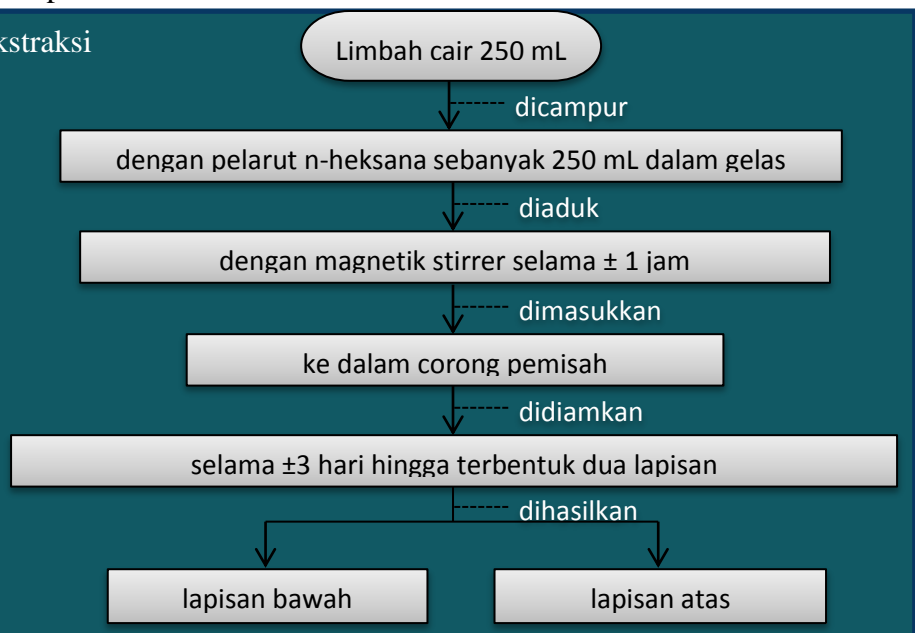 kstraksi
Limbah cair 250 mL
dicampur
dengan pelarut n-heksana sebanyak 250 mL dalam gelas
diaduk
dengan magnetik stirrer selama ± 1 jam
dimasukkan
ke dalam corong pemisah
didiamkan
selama ±3 hari hingga terbentuk dua lapisan
dihasilkan
lapisan bawah
lapisan atas